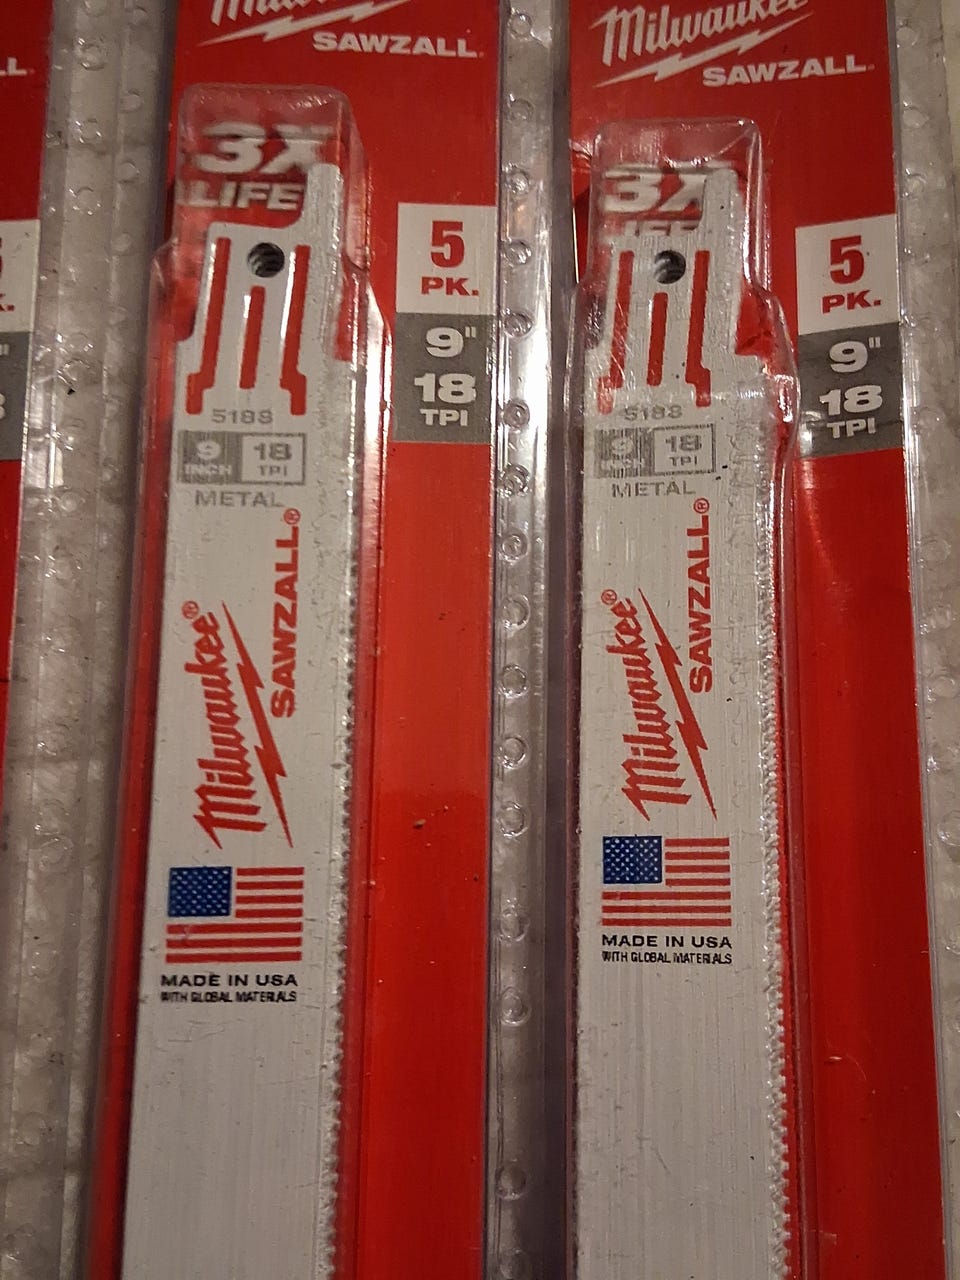 Milwaukee
SAWZALL
3X
LIFE
5
PK.
9"
18
TPI
5188
9
INCH
18
TPI
METAL
Milwaukee®
SAWZALL®
MADE IN USA
WITH GLOBAL MATERIALS
Milwaukee
SAWZALL
3X
LIFE
5
PK.
9"
18
TPI
5188
9
18
TPI
METAL
Milwaukee®
SAWZALL®
MADE IN USA
WITH GLOBAL MATERIALS